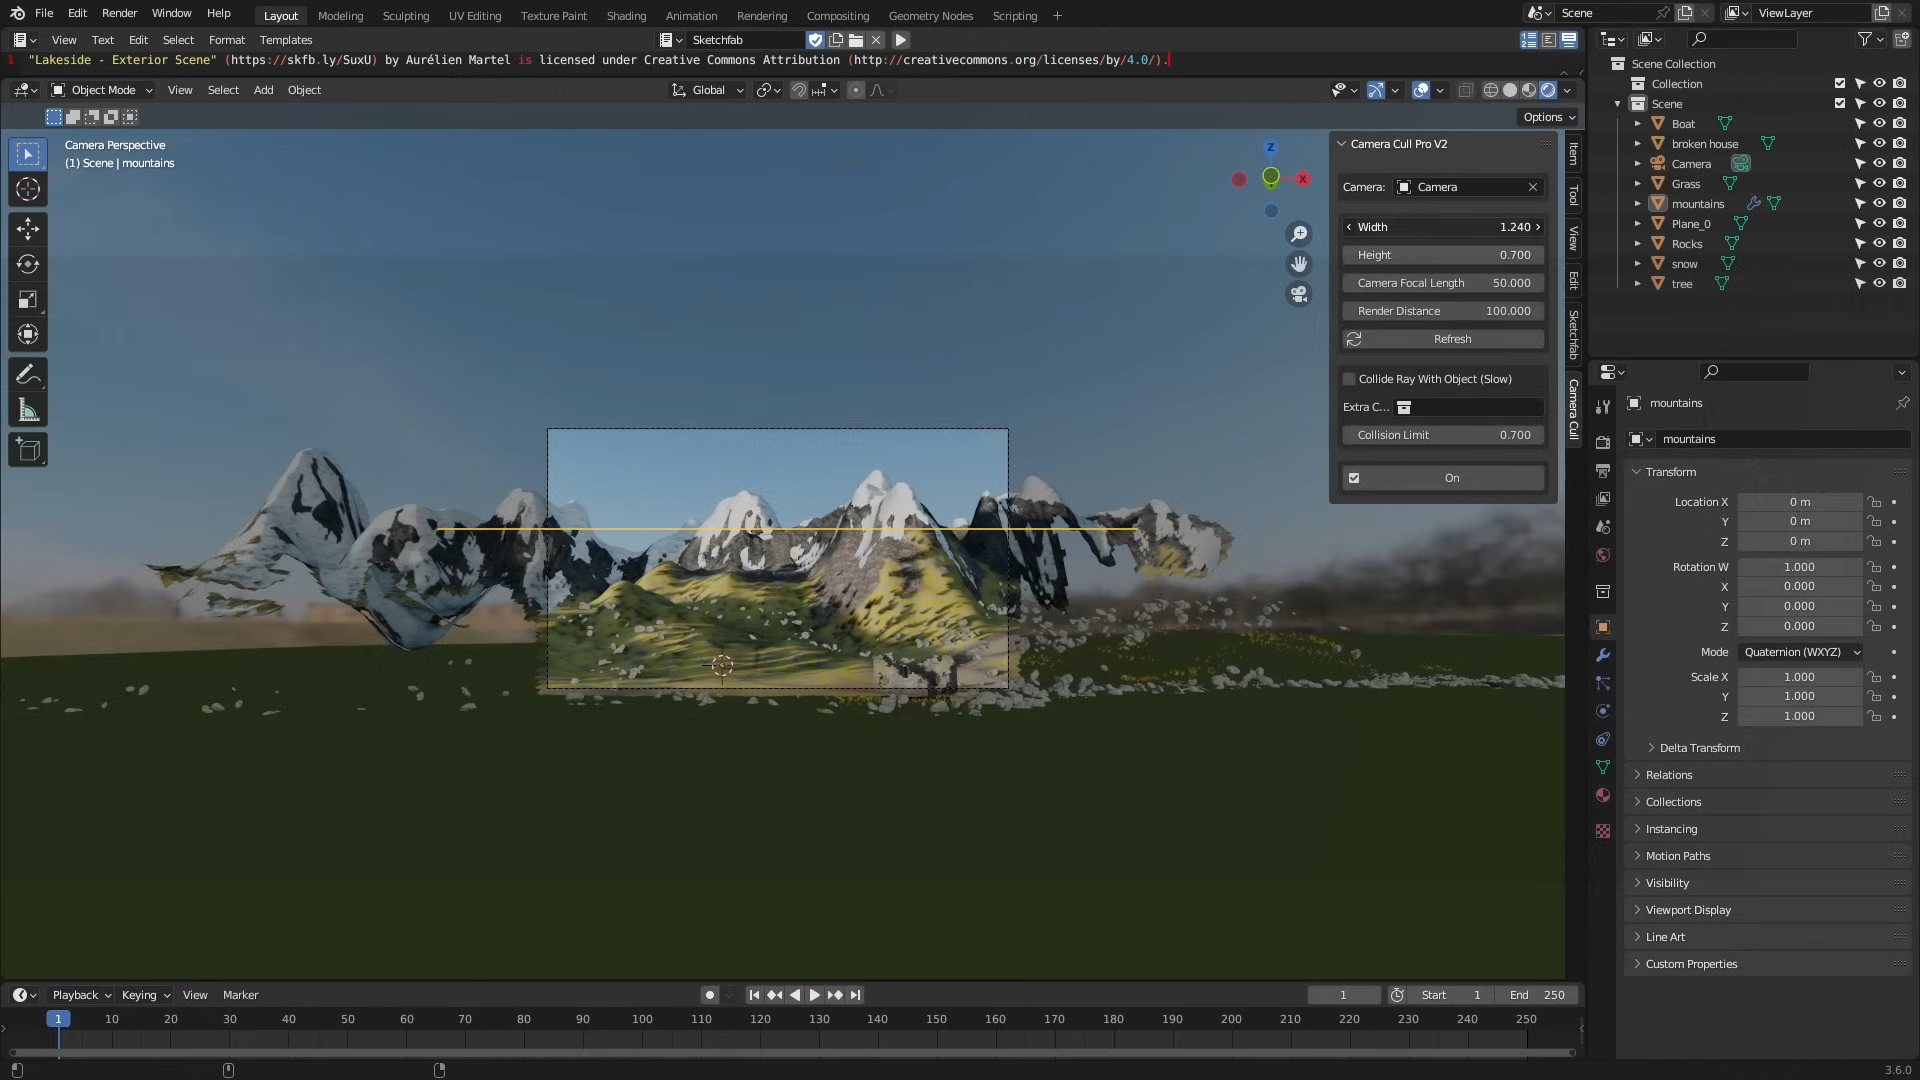 File Edit Render Window Help Layout Modeling Sculpting UV Editing Texture Paint Shading Animation Rendering Compositing Geometry Nodes Scripting + Scene ViewLayer
View Text Edit Select Format Templates Sketchfab
1 "Lakeside - Exterior Scene" (https://skfb.ly/SuxU) by Aurélien Martel is licensed under Creative Commons Attribution (http://creativecommons.org/licenses/by/4.0/).
Object Mode View Select Add Object Global
Options
Camera Perspective
(1) Scene | mountains
Z
X
Camera Cull Pro V2
Camera: Camera
Width 1.240
Height 0.700
Camera Focal Length 50.000
Render Distance 100.000
Refresh
Collide Ray With Object (Slow)
Extra C...
Collision Limit 0.700
On
Item
Tool
View
Edit
Sketchfab
Camera Cull
Scene Collection
Collection
Scene
Boat
broken house
Camera
Grass
mountains
Plane_0
Rocks
snow
tree
mountains
mountains
Transform
Location X 0 m
Y 0 m
Z 0 m
Rotation W 1.000
X 0.000
Y 0.000
Z 0.000
Mode Quaternion (WXYZ)
Scale X 1.000
Y 1.000
Z 1.000
Delta Transform
Relations
Collections
Instancing
Motion Paths
Visibility
Viewport Display
Line Art
Custom Properties
Playback Keying View Marker 1 Start 1 End 250
1 10 20 30 40 50 60 70 80 90 100 110 120 130 140 150 160 170 180 190 200 210 220 230 240 250
3.6.0